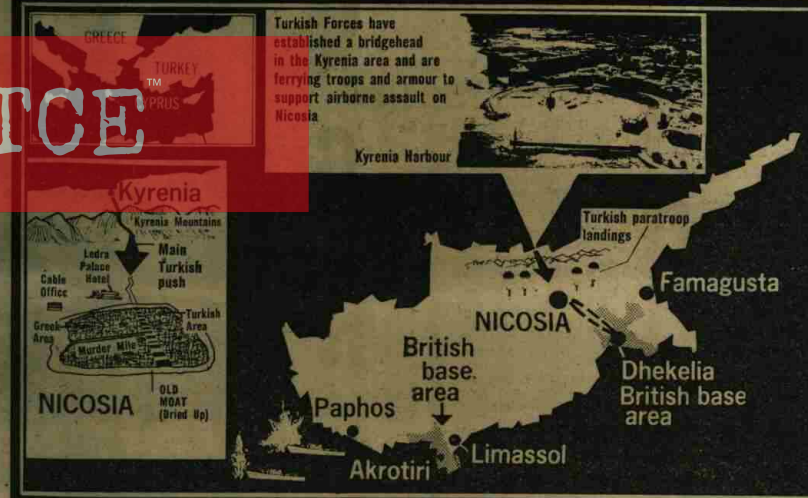 GREECE
TURKEY
CYPRUS
TCE™
Turkish Forces have
established a bridgehead
in the Kyrenia area and are
ferrying troops and armour to
support airborne assault on
Nicosia
Kyrenia Harbour
Kyrenia
Kyrenia Mountains
Main
Turkish
push
Ledra
Palace
Hotel
Cable
Office
Greek
Area
Turkish
Area
Murder Mile
OLD
MOAT
(Dried Up)
NICOSIA
Turkish paratroop
landings
Famagusta
NICOSIA
British
base
area
Dhekelia
British base
area
Paphos
Limassol
Akrotiri